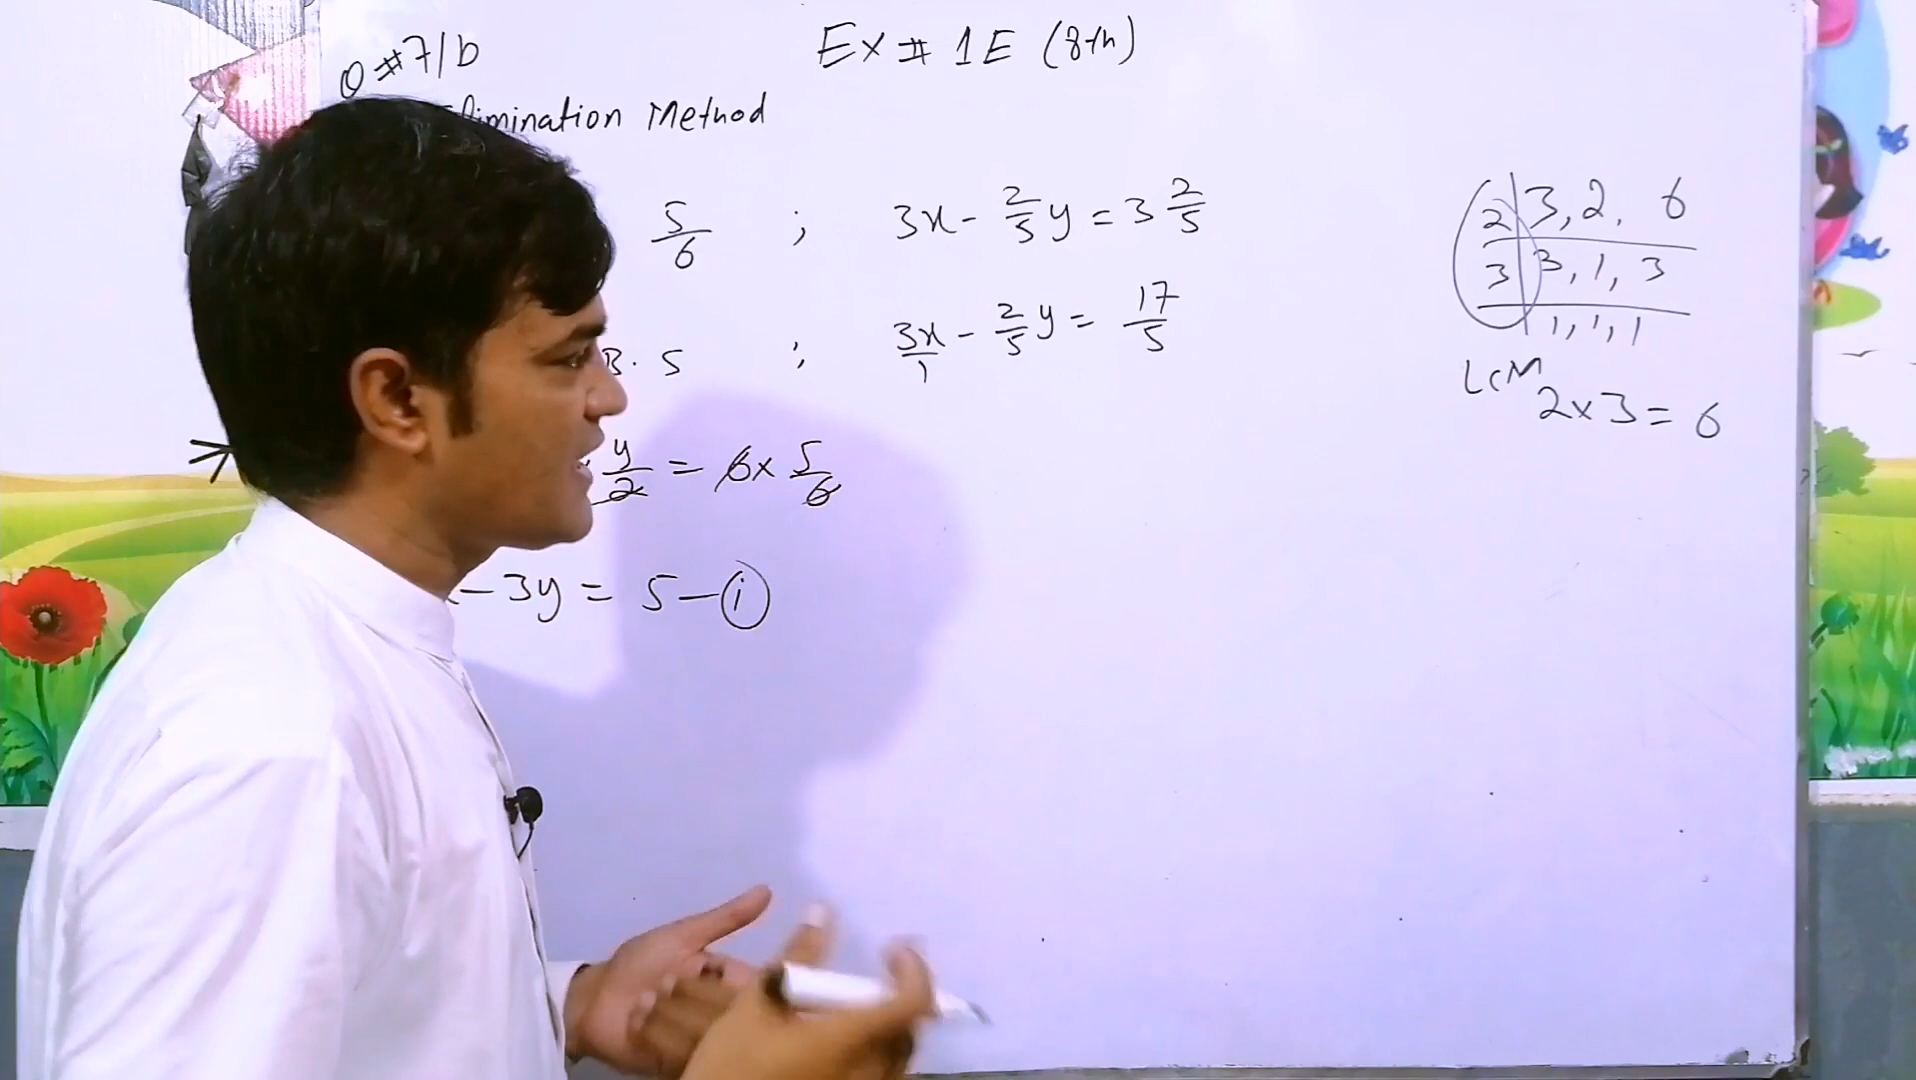 Q #7/b
Ex # 1E (8th)
limination Method
5/6 ; 3x - 2/5 y = 3 2/5
3. 5 ; 3x/1 - 2/5 y = 17/5
y/2 = 6 x 5/6
- 3y = 5 - (i)
2 | 3, 2, 6
3 | 3, 1, 3
1, 1, 1
LCM
2 x 3 = 6